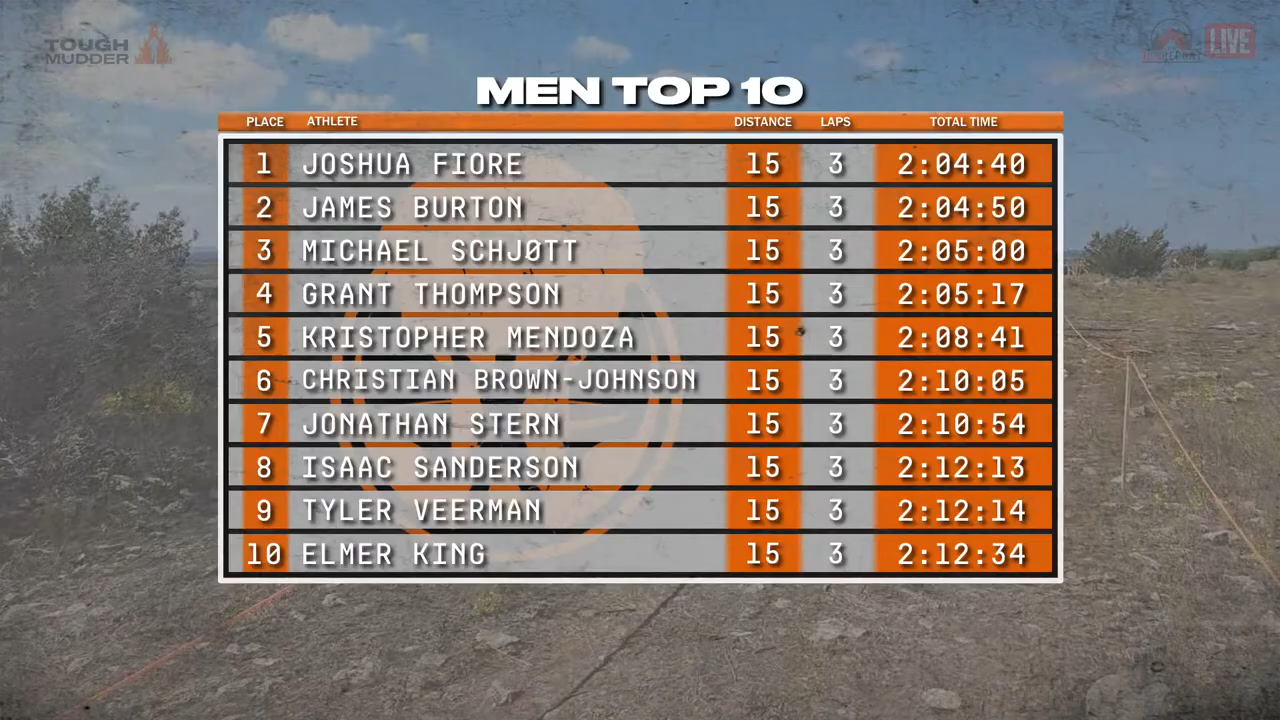 TOUGH
MUDDER
LIVE
MEN TOP 10
PLACE ATHLETE DISTANCE LAPS TOTAL TIME
1 JOSHUA FIORE 15 3 2:04:40
2 JAMES BURTON 15 3 2:04:50
3 MICHAEL SCHJØTT 15 3 2:05:00
4 GRANT THOMPSON 15 3 2:05:17
5 KRISTOPHER MENDOZA 15 3 2:08:41
6 CHRISTIAN BROWN-JOHNSON 15 3 2:10:05
7 JONATHAN STERN 15 3 2:10:54
8 ISAAC SANDERSON 15 3 2:12:13
9 TYLER VEERMAN 15 3 2:12:14
10 ELMER KING 15 3 2:12:34